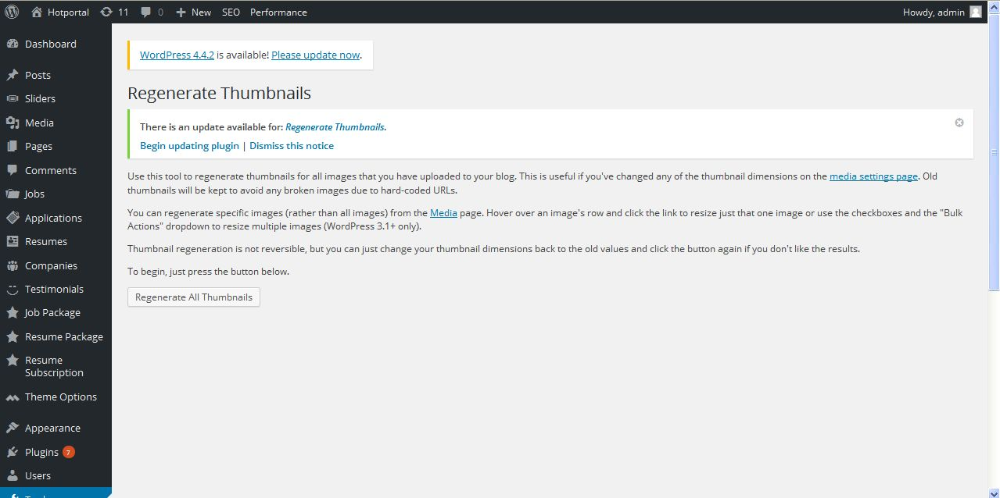 Hotportal 11 0 New SEO Performance Howdy, admin
Dashboard
Posts
Sliders
Media
Pages
Comments
Jobs
Applications
Resumes
Companies
Testimonials
Job Package
Resume Package
Resume
Subscription
Theme Options
Appearance
Plugins 7
Users
WordPress 4.4.2 is available! Please update now.
Regenerate Thumbnails
There is an update available for: Regenerate Thumbnails.
Begin updating plugin | Dismiss this notice
Use this tool to regenerate thumbnails for all images that you have uploaded to your blog. This is useful if you've changed any of the thumbnail dimensions on the media settings page. Old
thumbnails will be kept to avoid any broken images due to hard-coded URLs.
You can regenerate specific images (rather than all images) from the Media page. Hover over an image's row and click the link to resize just that one image or use the checkboxes and the "Bulk
Actions" dropdown to resize multiple images (WordPress 3.1+ only).
Thumbnail regeneration is not reversible, but you can just change your thumbnail dimensions back to the old values and click the button again if you don't like the results.
To begin, just press the button below.
Regenerate All Thumbnails